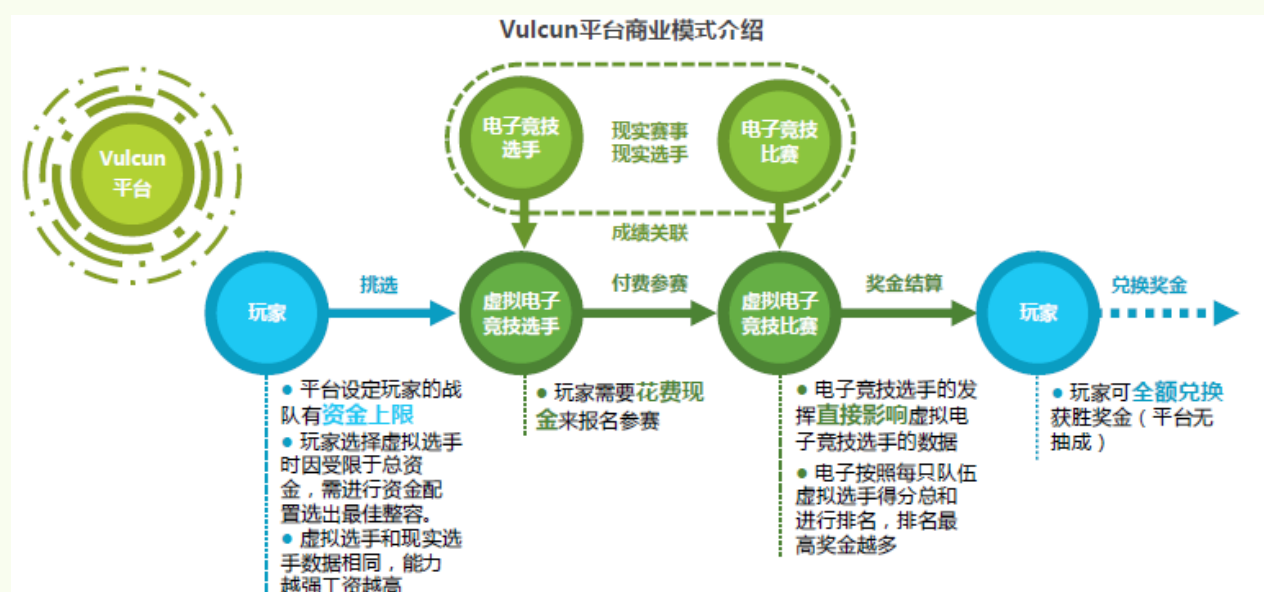 Vulcun平台商业模式介绍
Vulcun
平台
电子竞技
选手
现实赛事
现实选手
电子竞技
比赛
成绩关联
玩家
挑选
虚拟电子
竞技选手
付费参赛
虚拟电子
竞技比赛
奖金结算
玩家
兑换奖金
● 平台设定玩家的战
队有资金上限
● 玩家选择虚拟选手
时因受限于总资
金，需进行资金配
置选出最佳整容。
● 虚拟选手和现实选
手数据相同，能力
越强工资越高
● 玩家需要花费现
金来报名参赛
● 电子竞技选手的发
挥直接影响虚拟电
子竞技选手的数据
● 电子按照每只队伍
虚拟选手得分总和
进行排名，排名最
高奖金越多
● 玩家可全额兑换
获胜奖金（平台无
抽成）